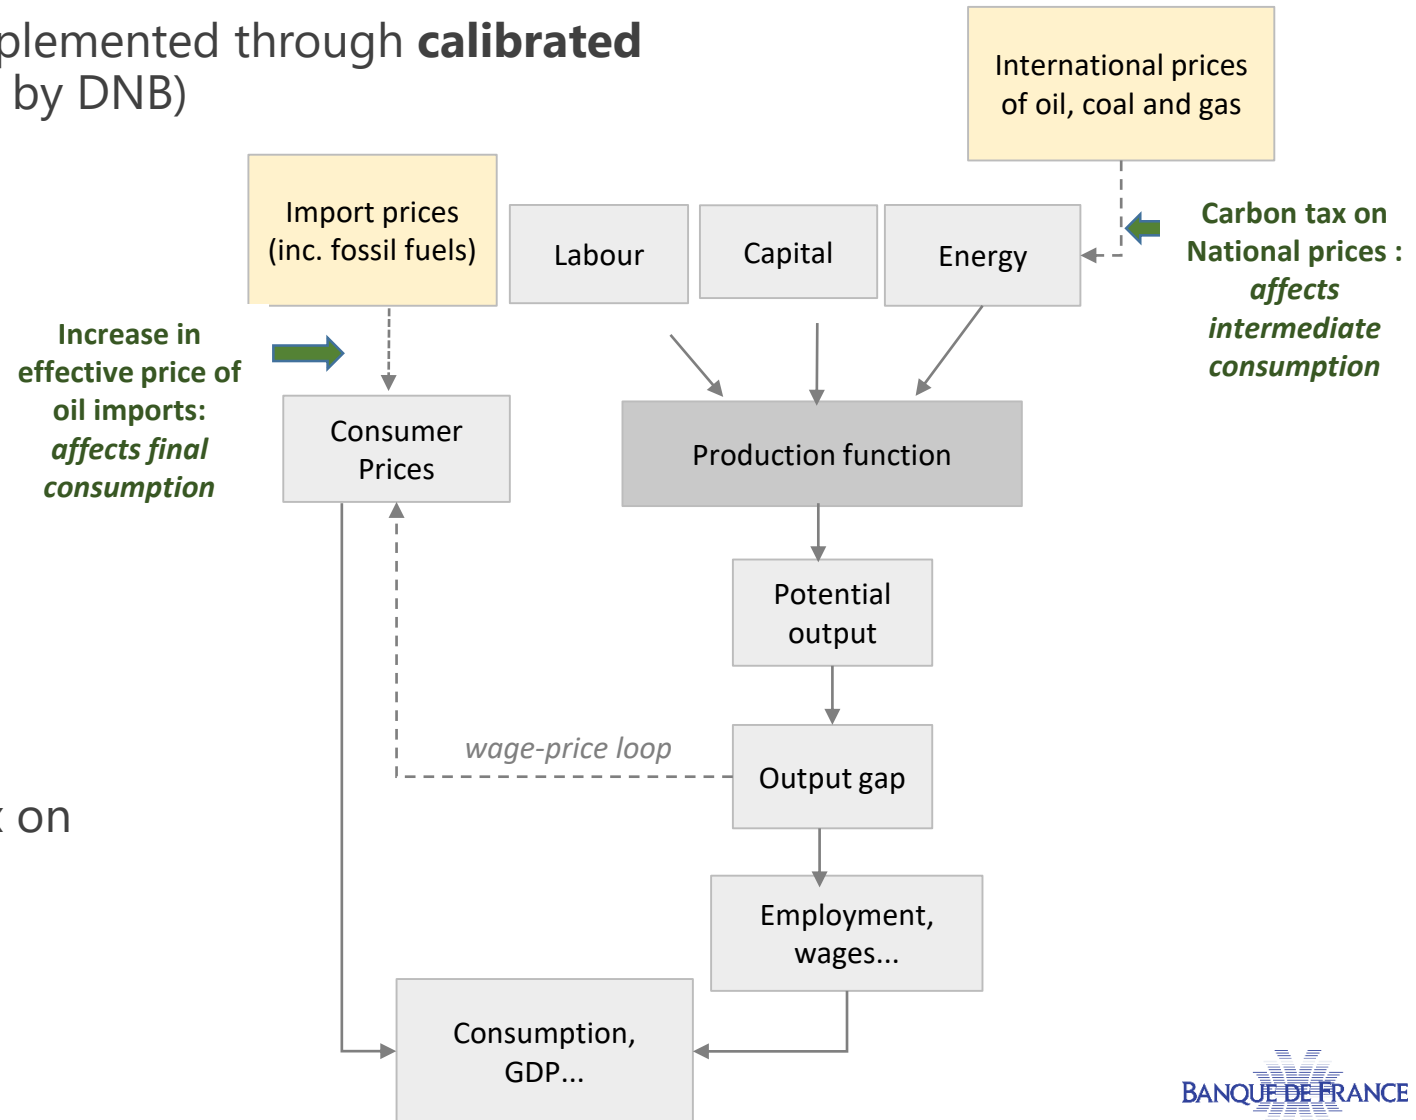 plemented through calibrated
by DNB)
International prices
of oil, coal and gas
Import prices
(inc. fossil fuels)
Labour
Capital
Energy
Carbon tax on
National prices :
affects
intermediate
consumption
Increase in
effective price of
oil imports:
affects final
consumption
Consumer
Prices
Production function
Potential
output
wage-price loop
Output gap
on
Employment,
wages...
Consumption,
GDP...
BANQUE DE FRANCE